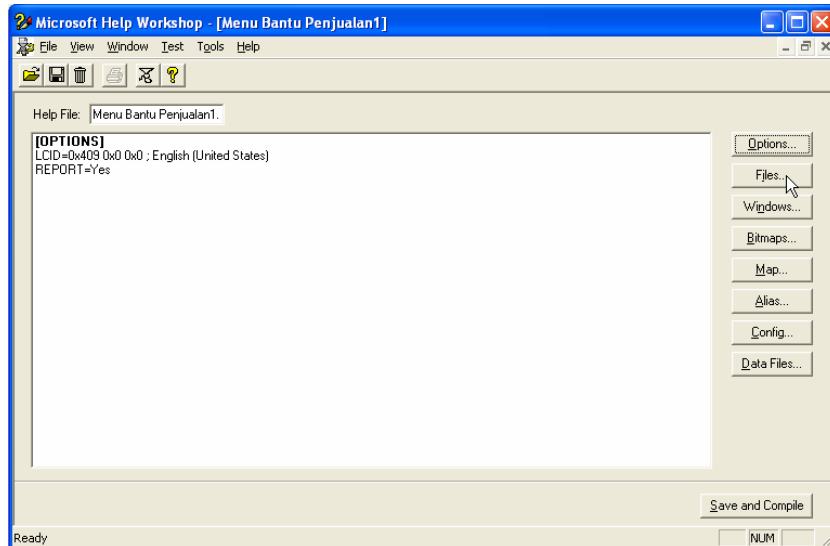 Microsoft Help Workshop - [Menu Bantu Penjualan1]
File View Window Test Tools Help
Help File: Menu Bantu Penjualan1.
[OPTIONS]
LCID=0x409 0x0 0x0 ; English (United States)
REPORT=Yes
Options...
Files...
Windows...
Bitmaps...
Map...
Alias...
Config...
Data Files...
Save and Compile
Ready NUM